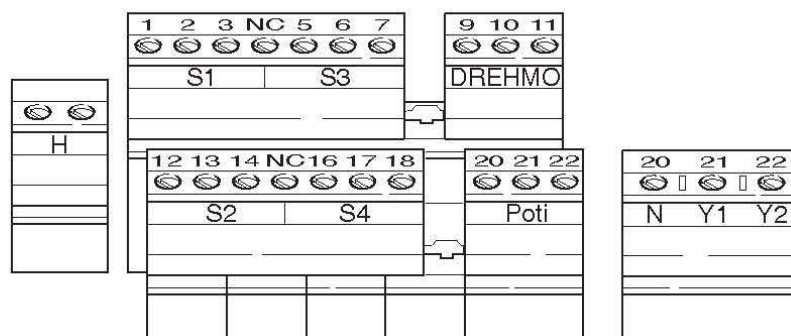 1 2 3 NC 5 6 7
S1 S3
9 10 11
DREHMO
H
12 13 14 NC 16 17 18
S2 S4
20 21 22
Poti
20 21 22
N Y1 Y2